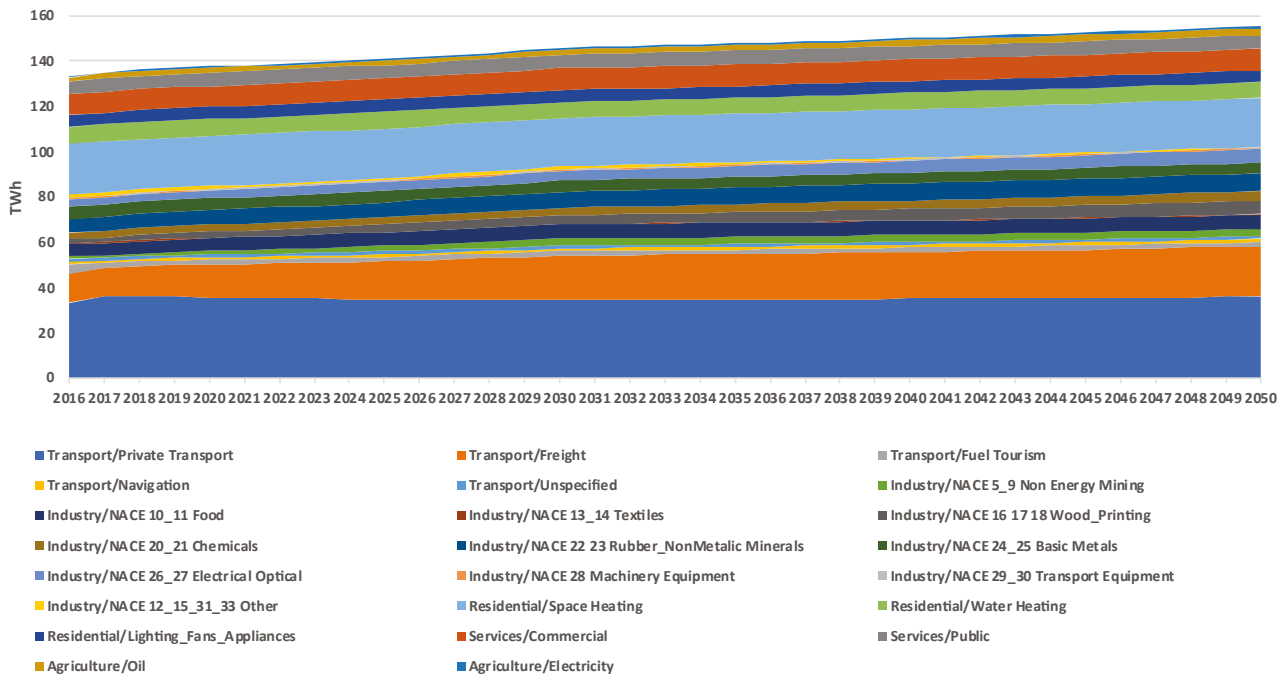 160
140
120
100
80
60
40
20
0
TWh
2016 2017 2018 2019 2020 2021 2022 2023 2024 2025 2026 2027 2028 2029 2030 2031 2032 2033 2034 2035 2036 2037 2038 2039 2040 2041 2042 2043 2044 2045 2046 2047 2048 2049 2050
Transport/Private Transport Transport/Freight Transport/Fuel Tourism
Transport/Navigation Transport/Unspecified Industry/NACE 5_9 Non Energy Mining
Industry/NACE 10_11 Food Industry/NACE 13_14 Textiles Industry/NACE 16 17 18 Wood_Printing
Industry/NACE 20_21 Chemicals Industry/NACE 22 23 Rubber_NonMetalic Minerals Industry/NACE 24_25 Basic Metals
Industry/NACE 26_27 Electrical Optical Industry/NACE 28 Machinery Equipment Industry/NACE 29_30 Transport Equipment
Industry/NACE 12_15_31_33 Other Residential/Space Heating Residential/Water Heating
Residential/Lighting_Fans_Appliances Services/Commercial Services/Public
Agriculture/Oil Agriculture/Electricity